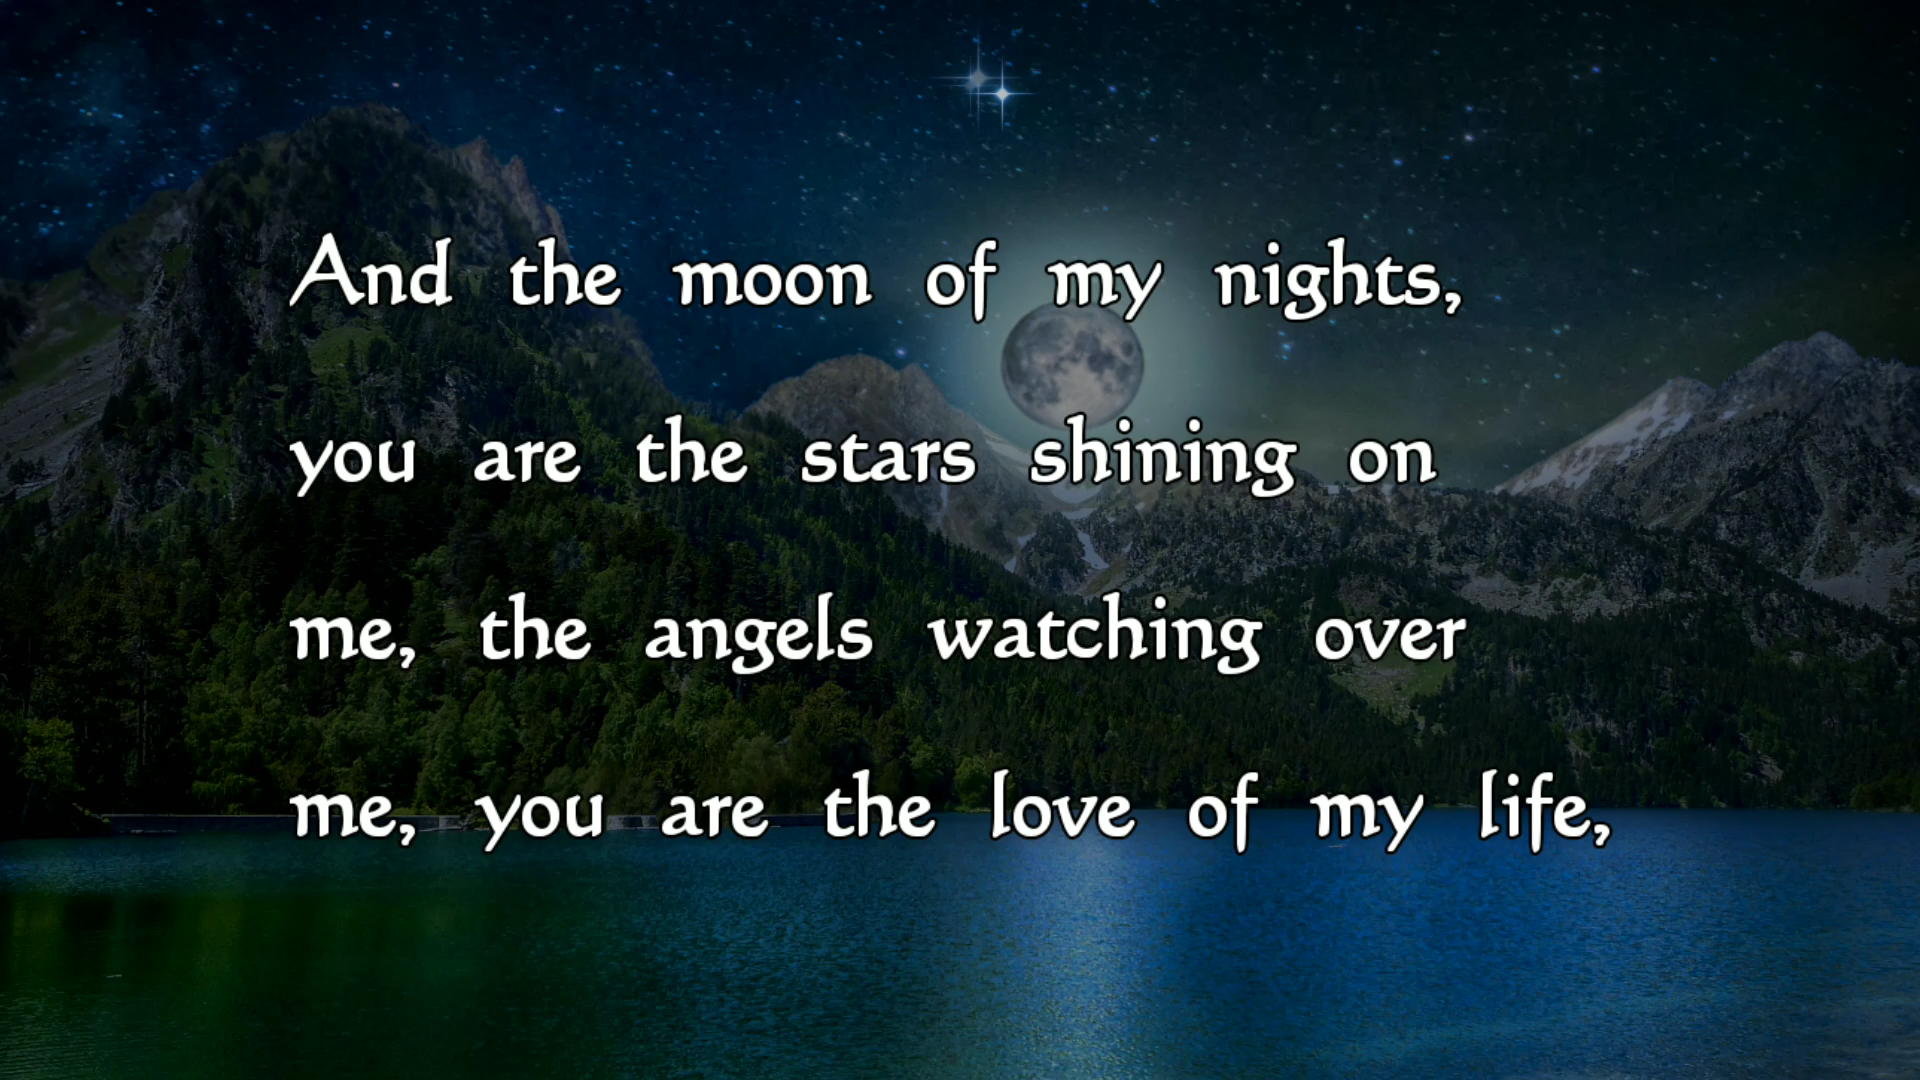 And the moon of my nights,
you are the stars shining on
me, the angels watching over
me, you are the love of my life,